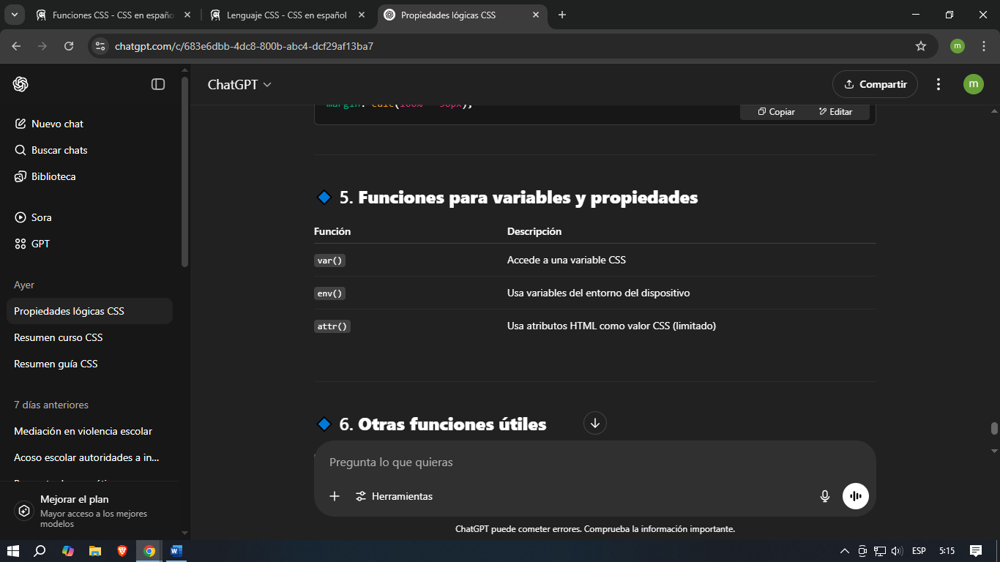 Funciones CSS - CSS en español
Lenguaje CSS - CSS en español
Propiedades lógicas CSS
chatgpt.com/c/683e6dbb-4dc8-800b-abc4-dcf29af13ba7
m
ChatGPT
Compartir
m
Nuevo chat
Buscar chats
Biblioteca
Sora
GPT
Ayer
Propiedades lógicas CSS
Resumen curso CSS
Resumen guía CSS
7 días anteriores
Mediación en violencia escolar
Acoso escolar autoridades a in...
Mejorar el plan
Mayor acceso a los mejores
modelos
Copiar Editar
5. Funciones para variables y propiedades
Función Descripción
var() Accede a una variable CSS
env() Usa variables del entorno del dispositivo
attr() Usa atributos HTML como valor CSS (limitado)
6. Otras funciones útiles
Pregunta lo que quieras
Herramientas
ChatGPT puede cometer errores. Comprueba la información importante.
ESP 5:15